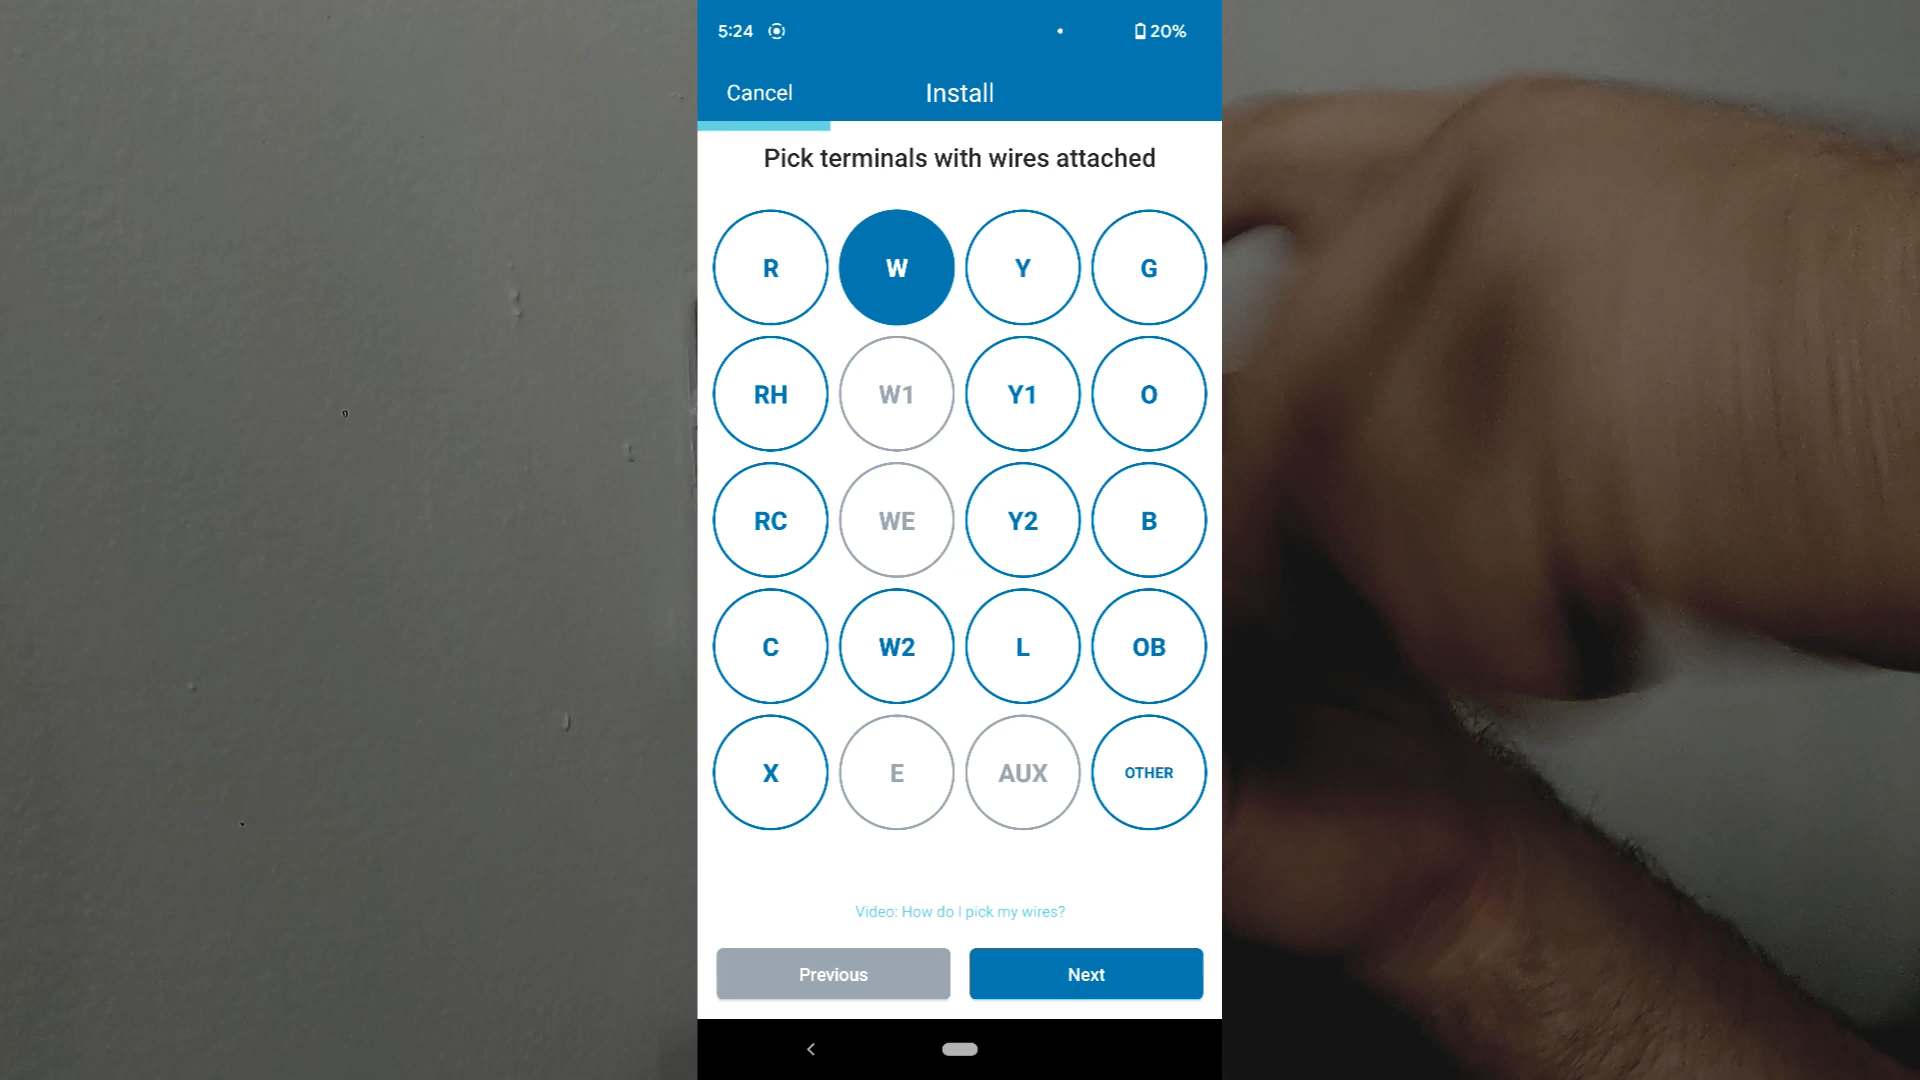 5:24 20%
Cancel Install
Pick terminals with wires attached
R W Y G
RH W1 Y1 O
RC WE Y2 B
C W2 L OB
X E AUX OTHER
Video: How do I pick my wires?
Previous Next